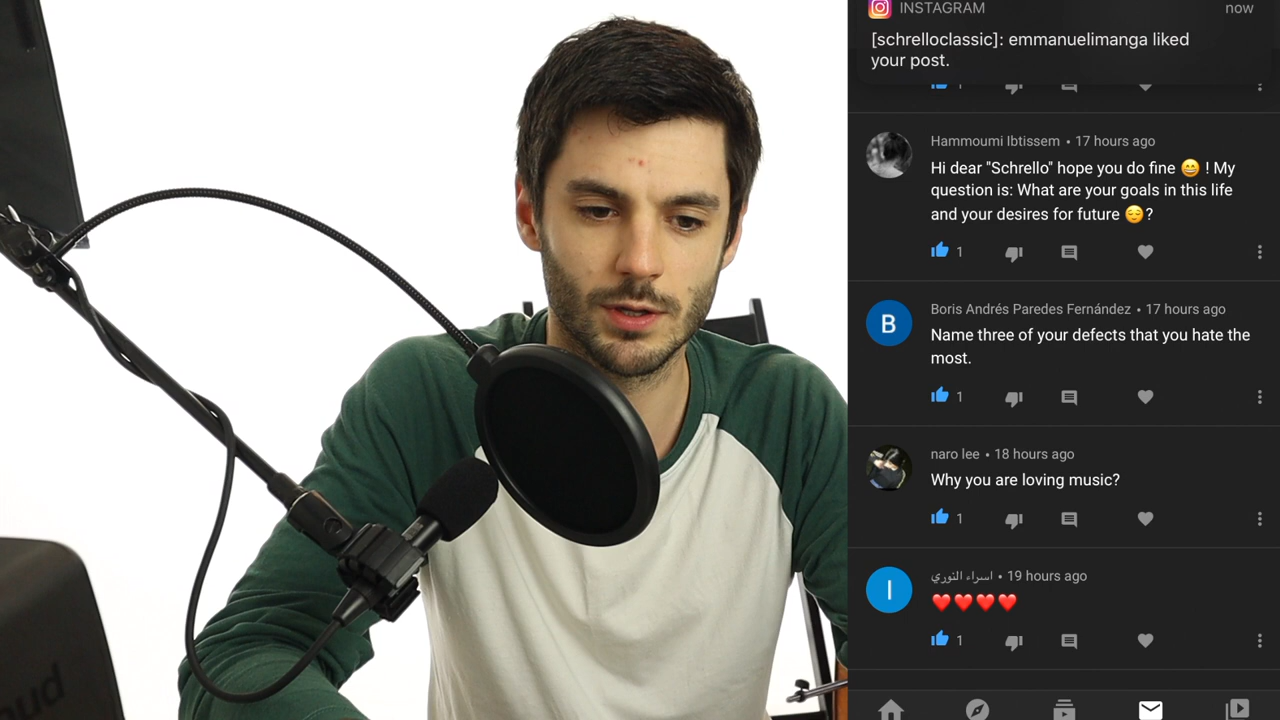 INSTAGRAM
now
[schrelloclassic]: emmanuelimanga liked
your post.
Hammoumi Ibtissem • 17 hours ago
Hi dear "Schrello" hope you do fine 😄 ! My
question is: What are your goals in this life
and your desires for future 😌?
1
Boris Andrés Paredes Fernández • 17 hours ago
B
Name three of your defects that you hate the
most.
1
naro lee • 18 hours ago
Why you are loving music?
1
اسراء النوري • 19 hours ago
I
❤️❤️❤️❤️
1